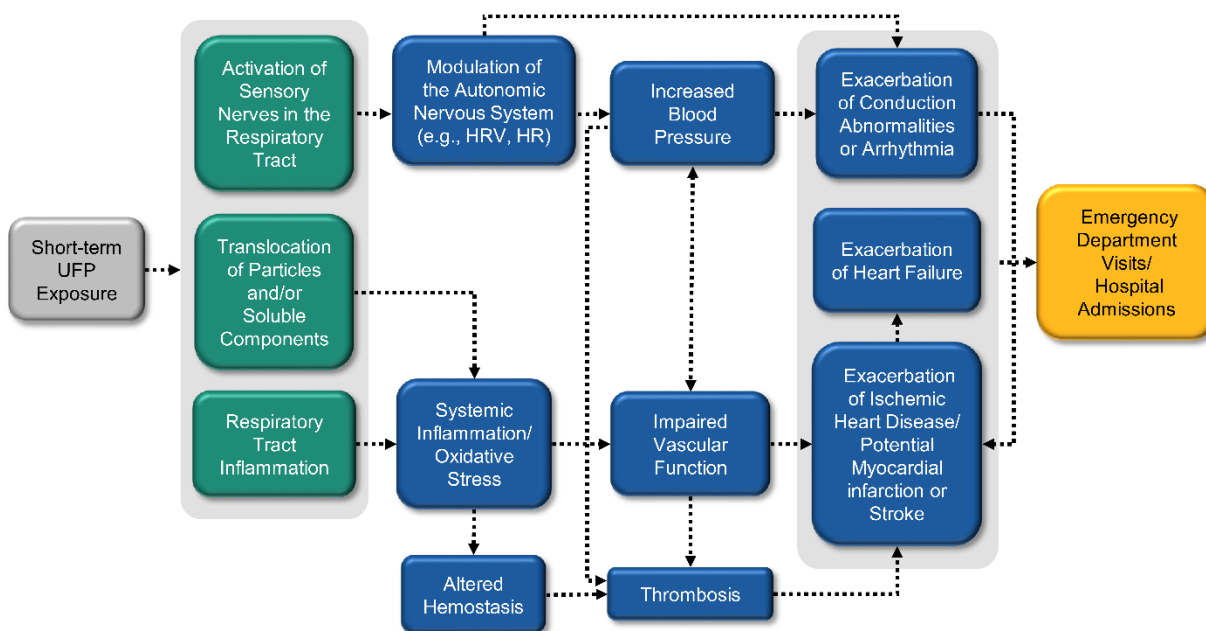 Short-term
UFP
Exposure
Activation of
Sensory
Nerves in the
Respiratory
Tract
Translocation
of Particles
and/or
Soluble
Components
Respiratory
Tract
Inflammation
Modulation of
the Autonomic
Nervous System
(e.g., HRV, HR)
Systemic
Inflammation/
Oxidative
Stress
Altered
Hemostasis
Increased
Blood
Pressure
Impaired
Vascular
Function
Thrombosis
Exacerbation
of Conduction
Abnormalities
or Arrhythmia
Exacerbation
of Heart Failure
Exacerbation
of Ischemic
Heart Disease/
Potential
Myocardial
infarction or
Stroke
Emergency
Department
Visits/
Hospital
Admissions